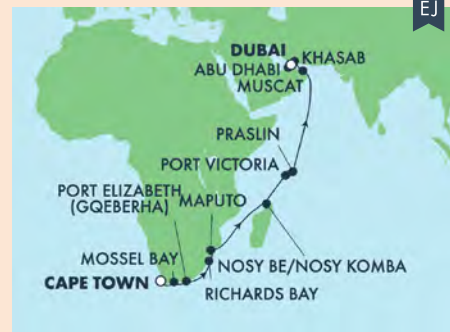 EJ
DUBAI
KHASAB
ABU DHABI
MUSCAT
PRASLIN
PORT VICTORIA
PORT ELIZABETH
(GQEBERHA)
MAPUTO
MOSSEL BAY
NOSY BE/NOSY KOMBA
CAPE TOWN
RICHARDS BAY